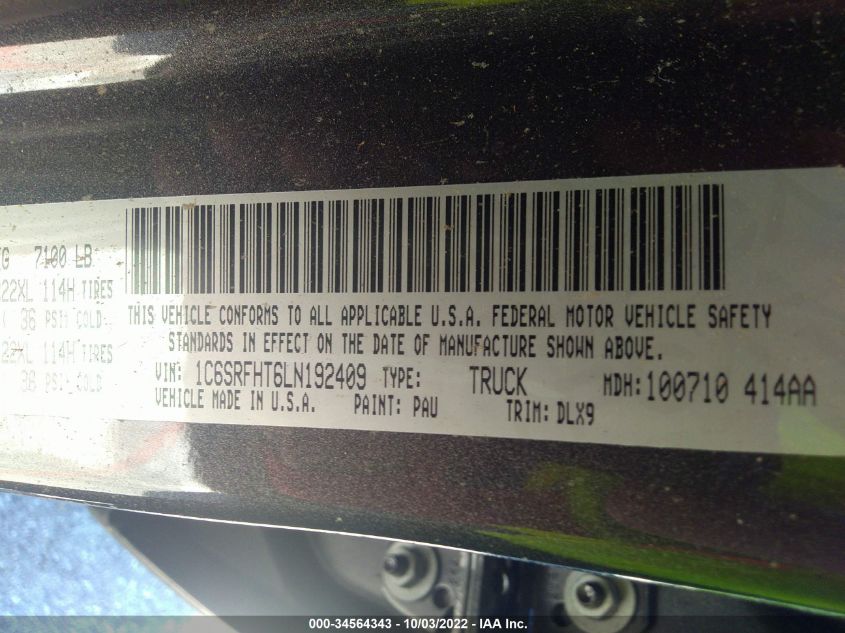 7100 LB
22XL 114H TIRES
36 PSI COLD
114H TIRES
PSI COLD
THIS VEHICLE CONFORMS TO ALL APPLICABLE U.S.A. FEDERAL MOTOR VEHICLE SAFETY
STANDARDS IN EFFECT ON THE DATE OF MANUFACTURE SHOWN ABOVE.
VIN: 1C6SRFHT6LN192409 TYPE: TRUCK MDH: 100710 414AA
VEHICLE MADE IN U.S.A. PAINT: PAU TRIM: DLX9
000-34564343 - 10/03/2022 - © 2022 Copyright IAA, Inc.